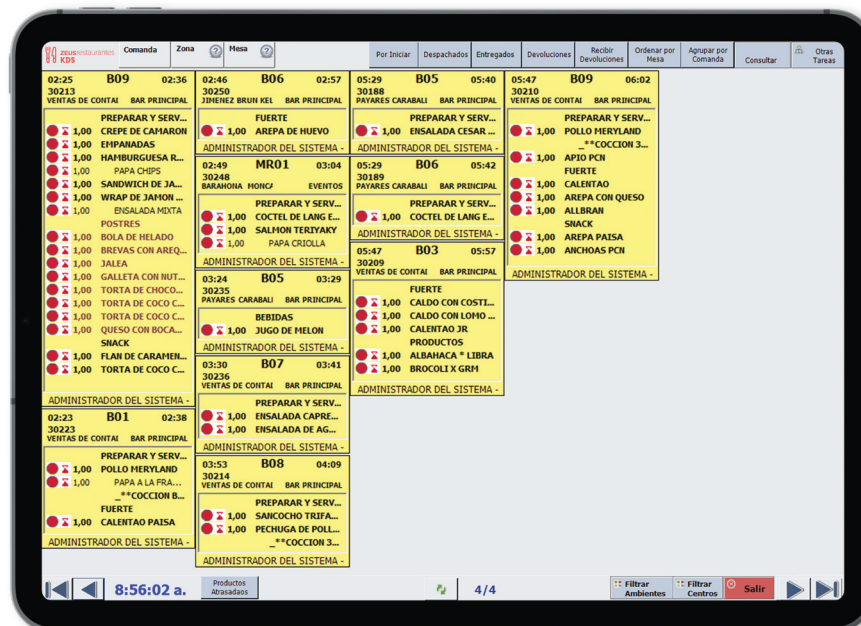 ZEUSrestaurantes
KDS
Comanda
Zona
Mesa
Por Iniciar
Despachados
Entregados
Devoluciones
Recibir
Devoluciones
Ordenar por
Mesa
Agrupar por
Comanda
Consultar
Otras
Tareas
02:25 B09 02:36
30213
VENTAS DE CONTAI BAR PRINCIPAL
PREPARAR Y SERV...
1,00 CREPE DE CAMARON
1,00 EMPANADAS
1,00 HAMBURGUESA R...
1,00 PAPA CHIPS
1,00 SANDWICH DE JA...
1,00 WRAP DE JAMON ...
1,00 ENSALADA MIXTA
POSTRES
1,00 BOLA DE HELADO
1,00 BREVAS CON AREQ...
1,00 JALEA
1,00 GALLETA CON NUT...
1,00 TORTA DE CHOCO...
1,00 TORTA DE COCO C...
1,00 TORTA DE COCO C...
1,00 QUESO CON BOCA...
SNACK
1,00 FLAN DE CARAMEN...
1,00 TORTA DE COCO C...
ADMINISTRADOR DEL SISTEMA -
02:23 B01 02:38
30223
VENTAS DE CONTAI BAR PRINCIPAL
PREPARAR Y SERV...
1,00 POLLO MERYLAND
1,00 PAPA A LA FRA...
_**COCCION B...
FUERTE
1,00 CALENTAO PAISA
ADMINISTRADOR DEL SISTEMA -
02:46 B06 02:57
30250
JIMENEZ BRUN KEL BAR PRINCIPAL
FUERTE
1,00 AREPA DE HUEVO
ADMINISTRADOR DEL SISTEMA -
02:49 MR01 03:04
30248
BARAHONA MONCA EVENTOS
PREPARAR Y SERV...
1,00 COCTEL DE LANG E...
1,00 SALMON TERIYAKY
1,00 PAPA CRIOLLA
ADMINISTRADOR DEL SISTEMA -
03:24 B05 03:29
30235
PAYARES CARABALI BAR PRINCIPAL
BEBIDAS
1,00 JUGO DE MELON
ADMINISTRADOR DEL SISTEMA -
03:30 B07 03:41
30236
VENTAS DE CONTAI BAR PRINCIPAL
PREPARAR Y SERV...
1,00 ENSALADA CAPRE...
1,00 ENSALADA DE AG...
ADMINISTRADOR DEL SISTEMA -
03:53 B08 04:09
30214
VENTAS DE CONTAI BAR PRINCIPAL
PREPARAR Y SERV...
1,00 SANCOCHO TRIFA...
1,00 PECHUGA DE POLL...
_**COCCION 3...
ADMINISTRADOR DEL SISTEMA -
05:29 B05 05:40
30188
PAYARES CARABALI BAR PRINCIPAL
PREPARAR Y SERV...
1,00 ENSALADA CESAR ...
ADMINISTRADOR DEL SISTEMA -
05:29 B06 05:42
30189
PAYARES CARABALI BAR PRINCIPAL
PREPARAR Y SERV...
1,00 COCTEL DE LANG E...
ADMINISTRADOR DEL SISTEMA -
05:47 B03 05:57
30209
VENTAS DE CONTAI BAR PRINCIPAL
FUERTE
1,00 CALDO CON COSTI...
1,00 CALDO CON LOMO ...
1,00 CALENTAO JR
PRODUCTOS
1,00 ALBAHACA * LIBRA
1,00 BROCOLI X GRM
ADMINISTRADOR DEL SISTEMA -
05:47 B09 06:02
30210
VENTAS DE CONTAI BAR PRINCIPAL
PREPARAR Y SERV...
1,00 POLLO MERYLAND
_**COCCION 3...
1,00 APIO PCN
FUERTE
1,00 CALENTAO
1,00 AREPA CON QUESO
1,00 ALLBRAN
SNACK
1,00 AREPA PAISA
1,00 ANCHOAS PCN
ADMINISTRADOR DEL SISTEMA -
8:56:02 a.
Productos
Atrasadaos
4/4
Filtrar
Ambientes
Filtrar
Centros
Salir